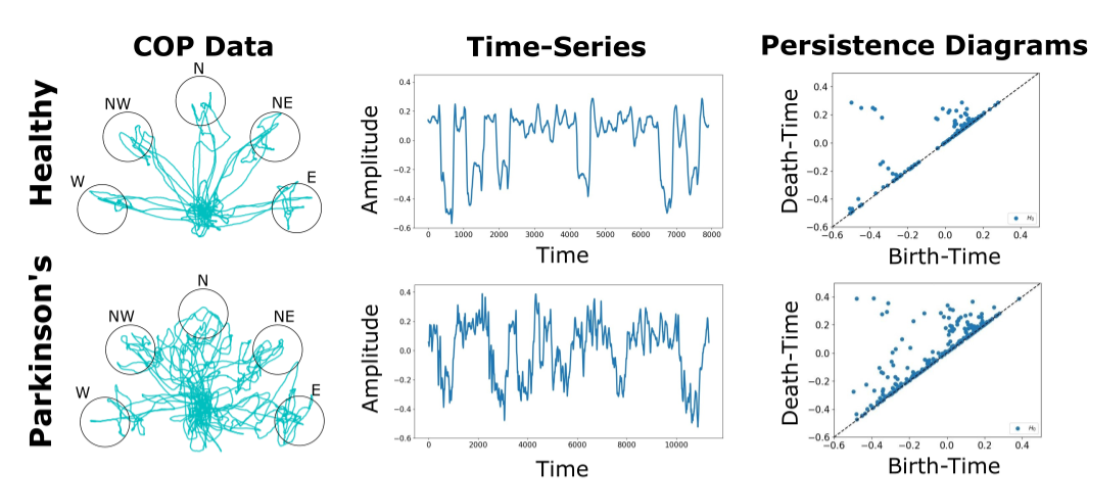 COP Data
Time-Series
Persistence Diagrams
Healthy
N
NW
NE
W
E
Amplitude
0.4
0.2
0.0
−0.2
−0.4
−0.6
0 1000 2000 3000 4000 5000 6000 7000 8000
Time
Death-Time
0.4
0.2
0.0
−0.2
−0.4
−0.6
H₀
−0.6 −0.4 −0.2 0.0 0.2 0.4
Birth-Time
Parkinson's
N
NW
NE
W
E
Amplitude
0.4
0.2
0.0
−0.2
−0.4
−0.6
0 2000 4000 6000 8000 10000
Time
Death-Time
0.4
0.2
0.0
−0.2
−0.4
−0.6
H₀
−0.6 −0.4 −0.2 0.0 0.2 0.4
Birth-Time